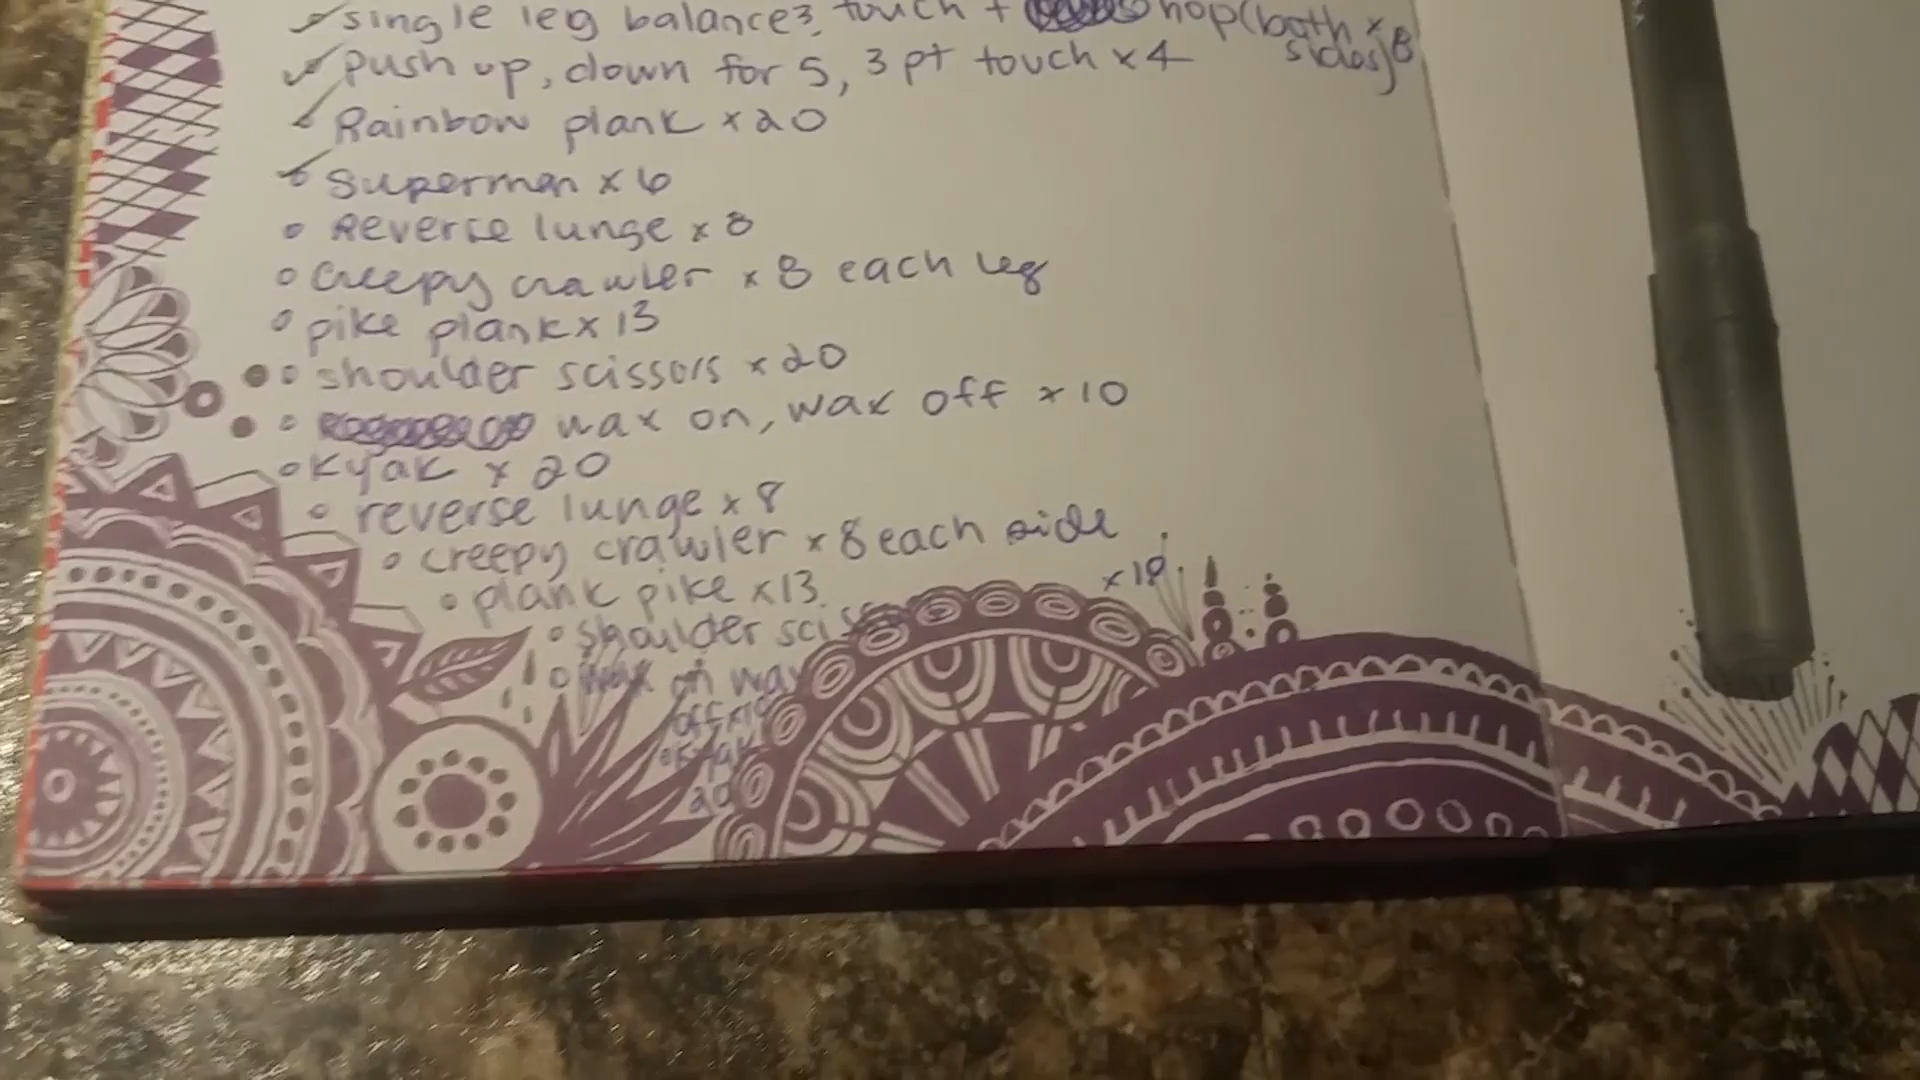 single leg balance 3, touch + hop (both x 8
sides)
push up, down for 5, 3 pt touch x 4
Rainbow plank x 20
Superman x 6
Reverse lunge x 8
Creepy crawler x 8 each leg
pike plank x 13
shoulder scissors x 20
wax on, wax off x 10
Kyak x 20
reverse lunge x 8
creepy crawler x 8 each side
plank pike x 13
shoulder
wax on wax
off x 10
Kyak
20